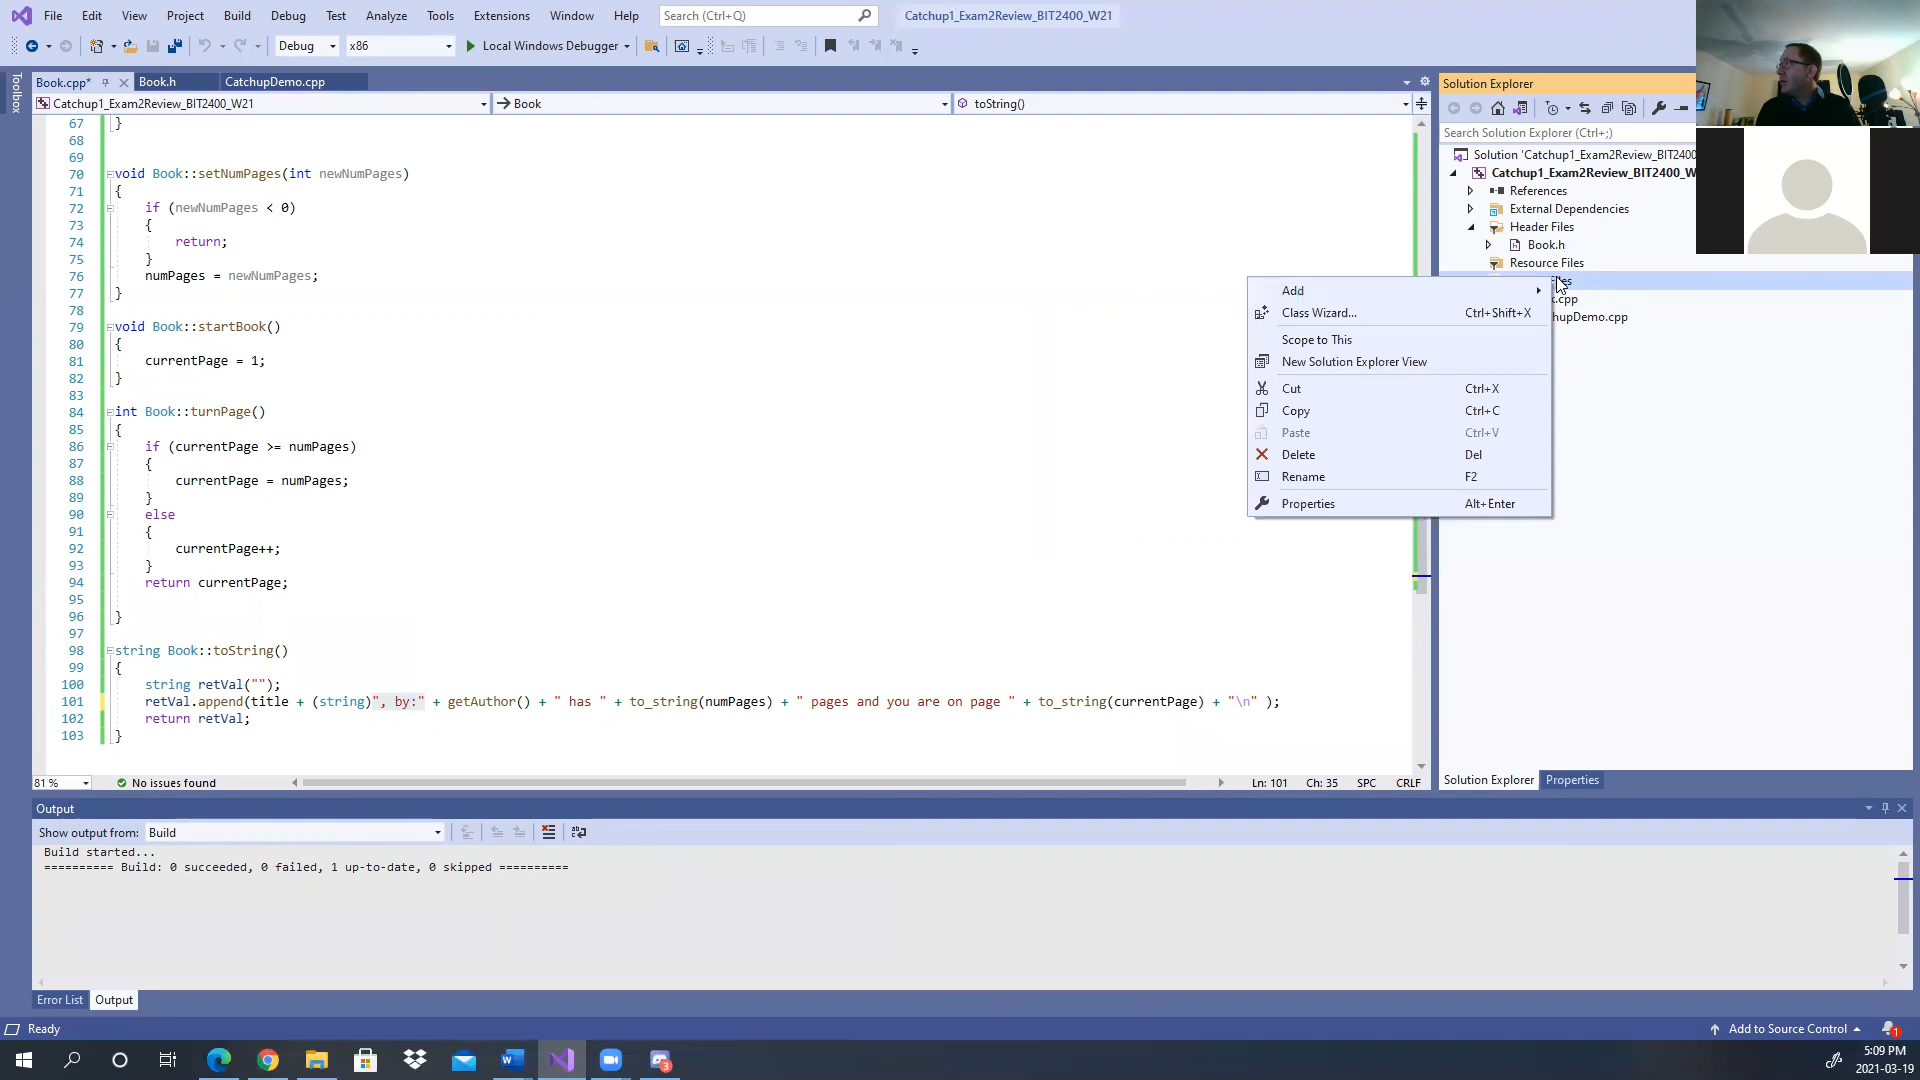 File Edit View Project Build Debug Test Analyze Tools Extensions Window Help Search (Ctrl+Q) Catchup1_Exam2Review_BIT2400_W21
Debug x86 Local Windows Debugger
Toolbox
Book.cpp* Book.h CatchupDemo.cpp
Catchup1_Exam2Review_BIT2400_W21 Book toString()
67 }
68
69
70 void Book::setNumPages(int newNumPages)
71 {
72 if (newNumPages < 0)
73 {
74 return;
75 }
76 numPages = newNumPages;
77 }
78
79 void Book::startBook()
80 {
81 currentPage = 1;
82 }
83
84 int Book::turnPage()
85 {
86 if (currentPage >= numPages)
87 {
88 currentPage = numPages;
89 }
90 else
91 {
92 currentPage++;
93 }
94 return currentPage;
95
96 }
97
98 string Book::toString()
99 {
100 string retVal("");
101 retVal.append(title + (string)", by:" + getAuthor() + " has " + to_string(numPages) + " pages and you are on page " + to_string(currentPage) + "\n" );
102 return retVal;
103 }
81 % No issues found Ln: 101 Ch: 35 SPC CRLF
Solution Explorer
Search Solution Explorer (Ctrl+;)
Solution 'Catchup1_Exam2Review_BIT2400
Catchup1_Exam2Review_BIT2400_W
References
External Dependencies
Header Files
Book.h
Resource Files
.cpp
hupDemo.cpp
Add
Class Wizard... Ctrl+Shift+X
Scope to This
New Solution Explorer View
Cut Ctrl+X
Copy Ctrl+C
Paste Ctrl+V
Delete Del
Rename F2
Properties Alt+Enter
Solution Explorer Properties
Output
Show output from: Build
Build started...
========== Build: 0 succeeded, 0 failed, 1 up-to-date, 0 skipped ==========
Error List Output
Ready Add to Source Control 1
3
5:09 PM
2021-03-19